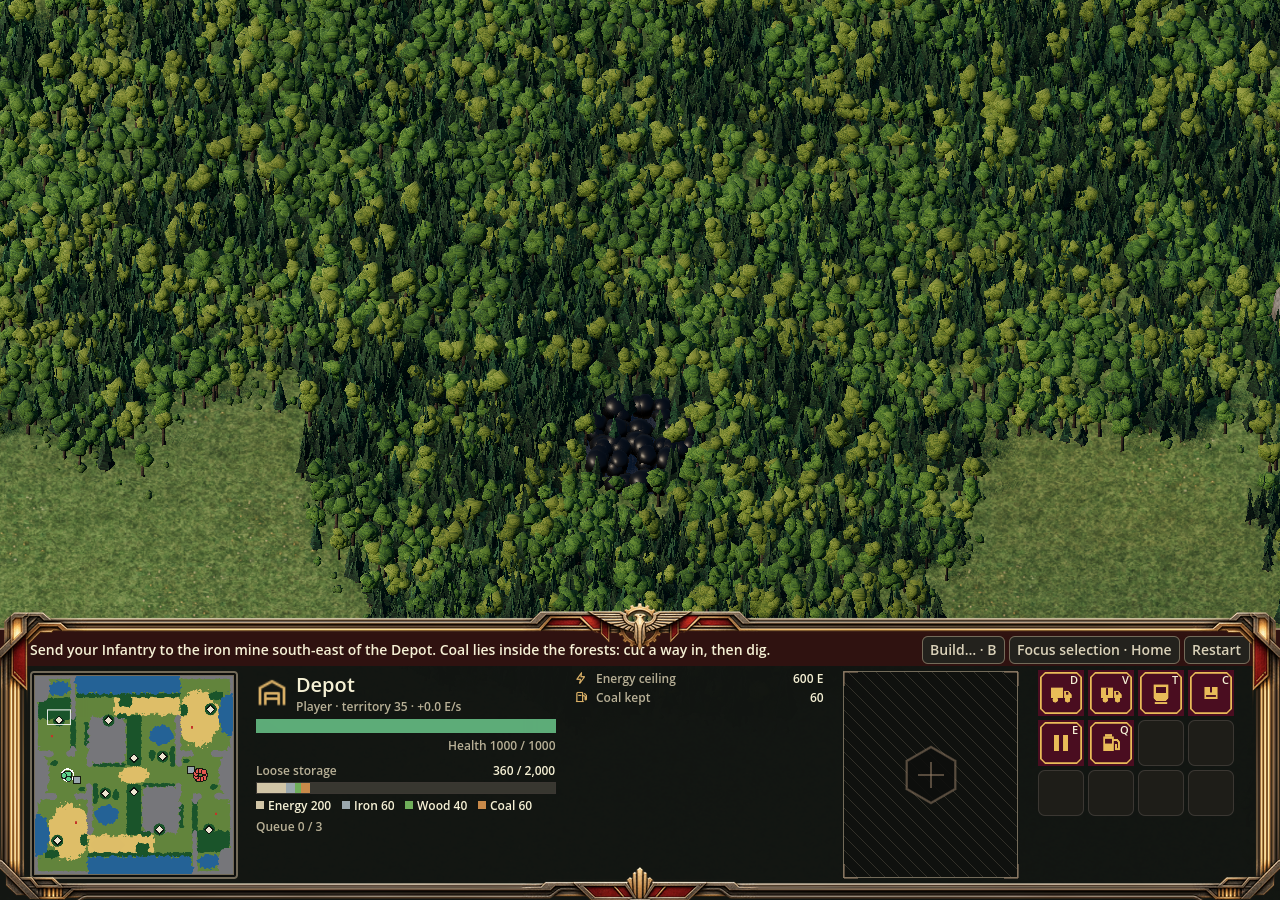 Send your Infantry to the iron mine south-east of the Depot. Coal lies inside the forests: cut a way in, then dig.
Build... · B
Focus selection · Home
Restart
Depot
Player · territory 35 · +0.0 E/s
Health 1000 / 1000
Loose storage 360 / 2,000
Energy 200 Iron 60 Wood 40 Coal 60
Queue 0 / 3
Energy ceiling 600 E
Coal kept 60
D V T C
E Q